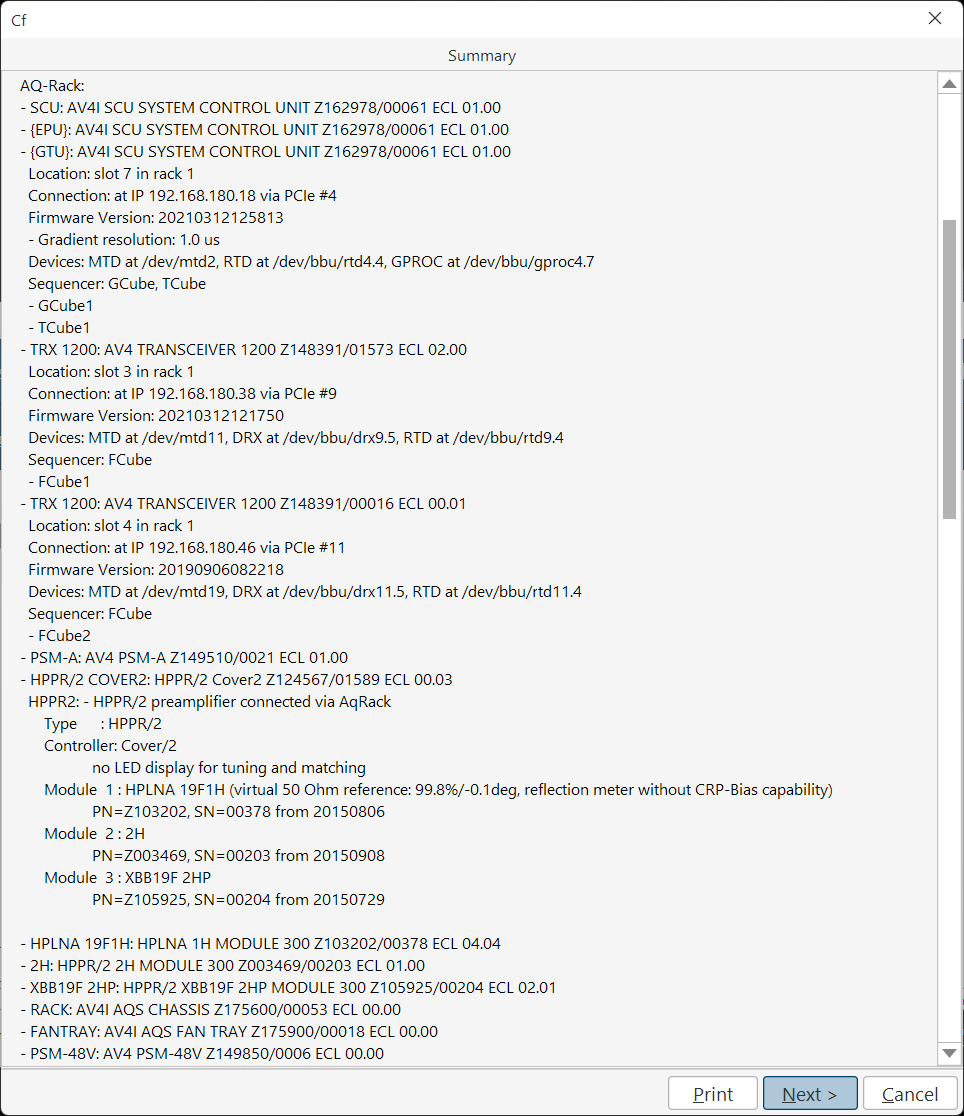 Cf
Summary
AQ-Rack:
- SCU: AV4I SCU SYSTEM CONTROL UNIT Z162978/00061 ECL 01.00
- {EPU}: AV4I SCU SYSTEM CONTROL UNIT Z162978/00061 ECL 01.00
- {GTU}: AV4I SCU SYSTEM CONTROL UNIT Z162978/00061 ECL 01.00
Location: slot 7 in rack 1
Connection: at IP 192.168.180.18 via PCIe #4
Firmware Version: 20210312125813
- Gradient resolution: 1.0 us
Devices: MTD at /dev/mtd2, RTD at /dev/bbu/rtd4.4, GPROC at /dev/bbu/gproc4.7
Sequencer: GCube, TCube
- GCube1
- TCube1
- TRX 1200: AV4 TRANSCEIVER 1200 Z148391/01573 ECL 02.00
Location: slot 3 in rack 1
Connection: at IP 192.168.180.38 via PCIe #9
Firmware Version: 20210312121750
Devices: MTD at /dev/mtd11, DRX at /dev/bbu/drx9.5, RTD at /dev/bbu/rtd9.4
Sequencer: FCube
- FCube1
- TRX 1200: AV4 TRANSCEIVER 1200 Z148391/00016 ECL 00.01
Location: slot 4 in rack 1
Connection: at IP 192.168.180.46 via PCIe #11
Firmware Version: 20190906082218
Devices: MTD at /dev/mtd19, DRX at /dev/bbu/drx11.5, RTD at /dev/bbu/rtd11.4
Sequencer: FCube
- FCube2
- PSM-A: AV4 PSM-A Z149510/0021 ECL 01.00
- HPPR/2 COVER2: HPPR/2 Cover2 Z124567/01589 ECL 00.03
HPPR2: - HPPR/2 preamplifier connected via AqRack
Type : HPPR/2
Controller: Cover/2
no LED display for tuning and matching
Module 1 : HPLNA 19F1H (virtual 50 Ohm reference: 99.8%/-0.1deg, reflection meter without CRP-Bias capability)
PN=Z103202, SN=00378 from 20150806
Module 2 : 2H
PN=Z003469, SN=00203 from 20150908
Module 3 : XBB19F 2HP
PN=Z105925, SN=00204 from 20150729
- HPLNA 19F1H: HPLNA 1H MODULE 300 Z103202/00378 ECL 04.04
- 2H: HPPR/2 2H MODULE 300 Z003469/00203 ECL 01.00
- XBB19F 2HP: HPPR/2 XBB19F 2HP MODULE 300 Z105925/00204 ECL 02.01
- RACK: AV4I AQS CHASSIS Z175600/00053 ECL 00.00
- FANTRAY: AV4I AQS FAN TRAY Z175900/00018 ECL 00.00
- PSM-48V: AV4 PSM-48V Z149850/0006 ECL 00.00
Print Next > Cancel